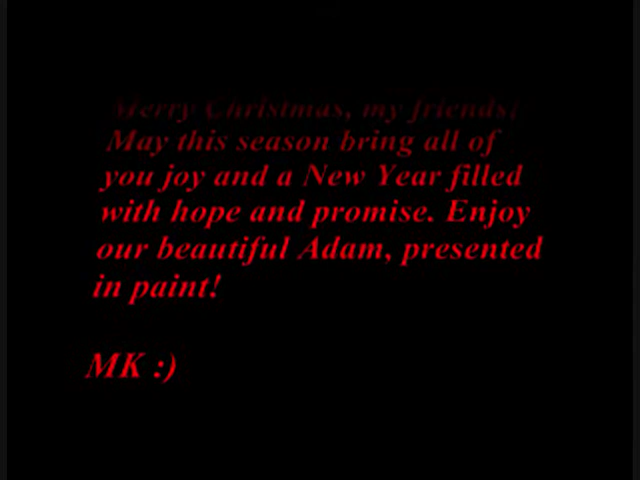 Merry Christmas, my friends!
May this season bring all of
you joy and a New Year filled
with hope and promise. Enjoy
our beautiful Adam, presented
in paint!
MK :)